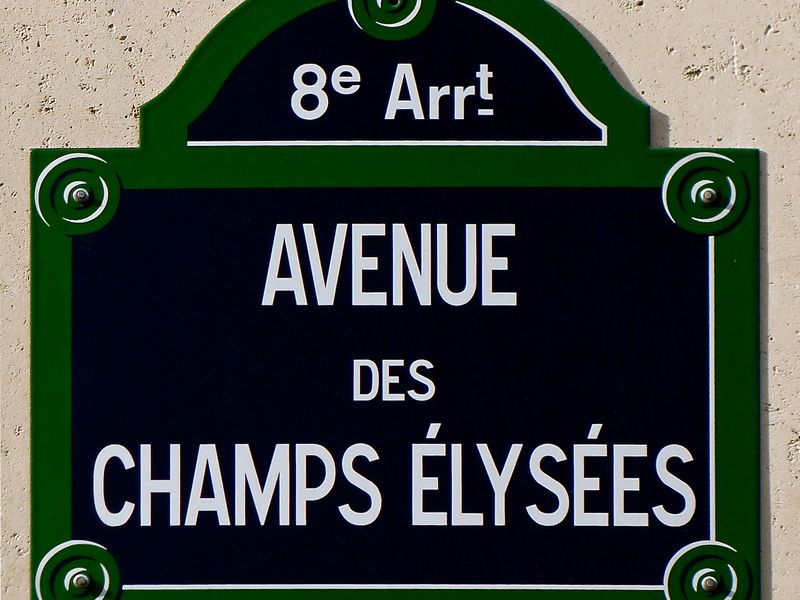 8e Arrt
AVENUE
DES
CHAMPS ÉLYSÉES